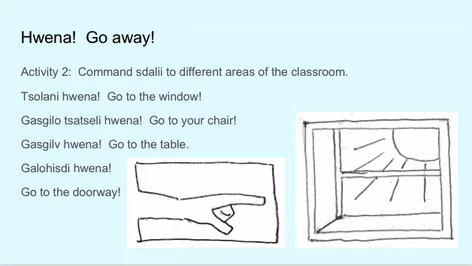 Hwena!  Go away!
Activity 2:  Command sdalii to different areas of the classroom.
Tsolani hwena!  Go to the window!
Gasgilo tsatseli hwena!  Go to your chair!
Gasgilv hwena!  Go to the table.
Galohisdi hwena!
Go to the doorway!